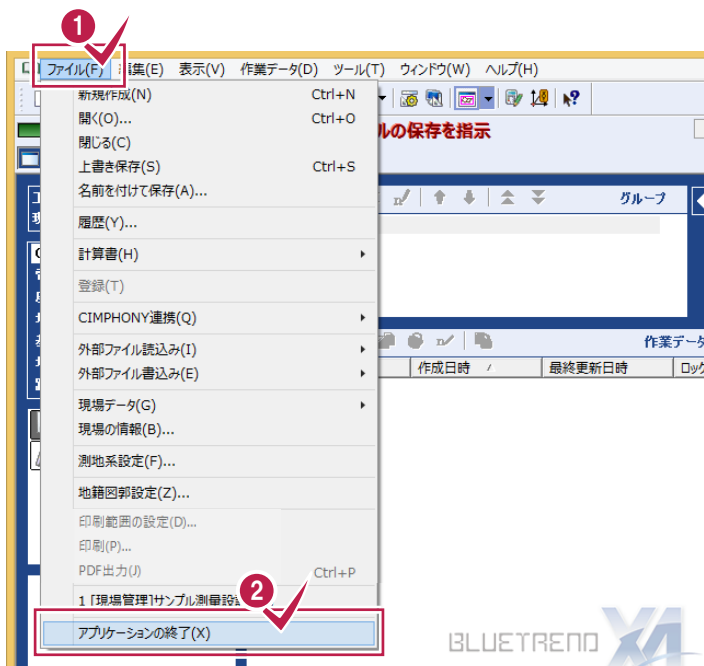 1
ファイル(F) 編集(E) 表示(V) 作業データ(D) ツール(T) ウィンドウ(W) ヘルプ(H)
新規作成(N) Ctrl+N
開く(O)... Ctrl+O
ルの保存を指示
閉じる(C)
上書き保存(S) Ctrl+S
名前を付けて保存(A)...
グループ
履歴(Y)...
計算書(H)
登録(T)
CIMPHONY連携(Q)
外部ファイル読込み(I)
作業データ
外部ファイル書込み(E)
作成日時 最終更新日時 ロック
現場データ(G)
現場の情報(B)...
測地系設定(F)...
地籍図郭設定(Z)...
印刷範囲の設定(D)...
印刷(P)...
PDF出力(J) Ctrl+P
1 [現場管理]サンプル測量設
2
アプリケーションの終了(X)
BLUETREND XA